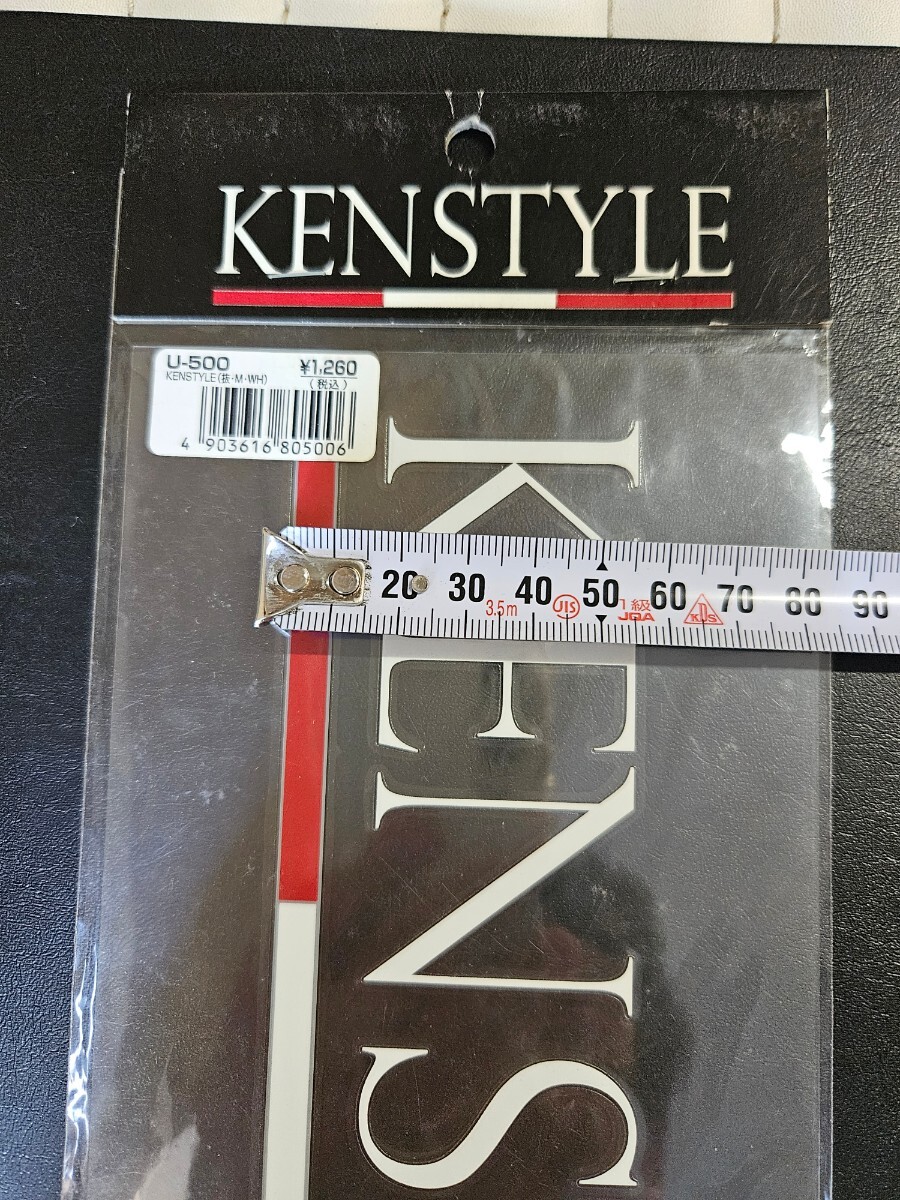 KENSTYLE
U-500 ¥1,260
KENSTYLE(抜・M・WH) (税込)
4 903616 805006
20 30 40 50 60 70 80 90
3.5m JIS 1級 JQA KDS
KENS